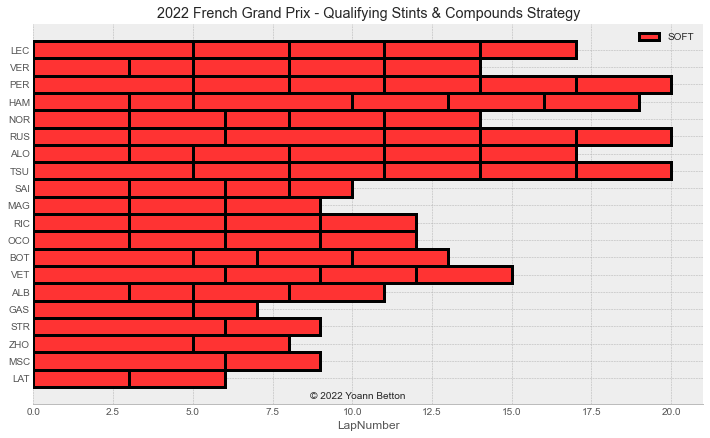 2022 French Grand Prix - Qualifying Stints & Compounds Strategy
SOFT
LEC
VER
PER
HAM
NOR
RUS
ALO
TSU
SAI
MAG
RIC
OCO
BOT
VET
ALB
GAS
STR
ZHO
MSC
LAT
© 2022 Yoann Betton
0.0 2.5 5.0 7.5 10.0 12.5 15.0 17.5 20.0
LapNumber